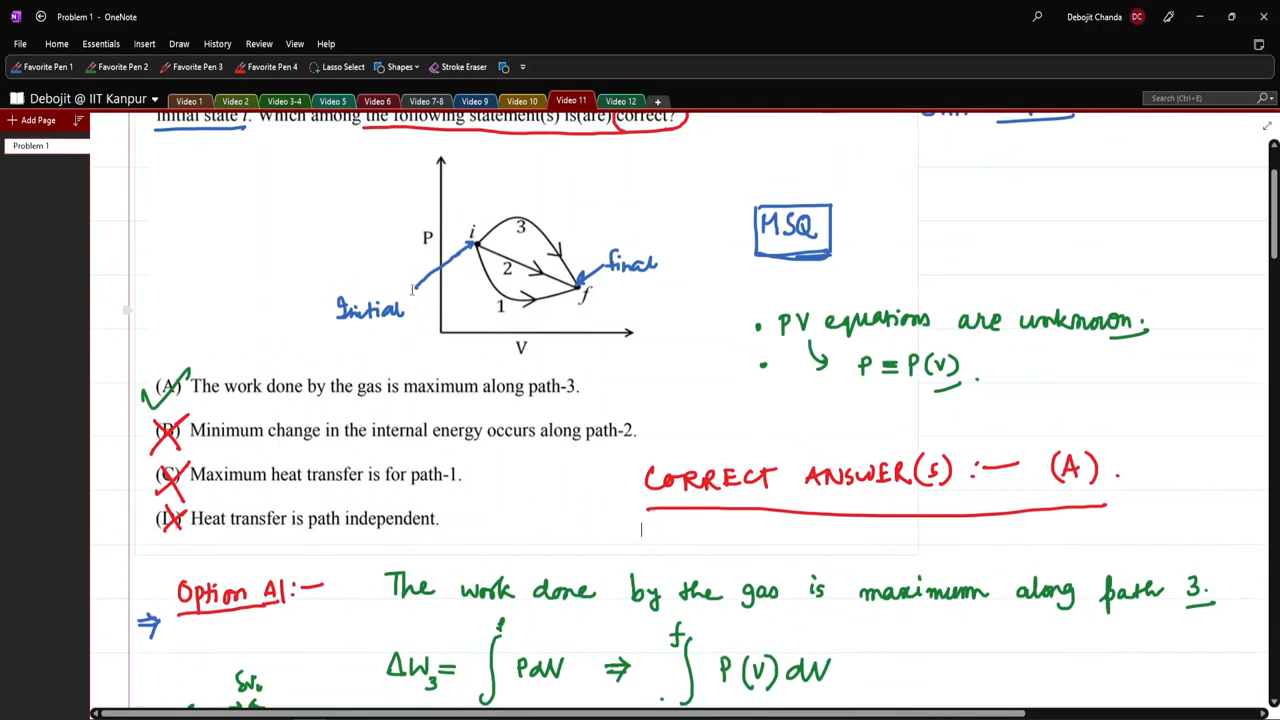 Problem 1 - OneNote
Debojit Chanda DC
File Home Essentials Insert Draw History Review View Help
Favorite Pen 1 Favorite Pen 2 Favorite Pen 3 Favorite Pen 4 Lasso Select Shapes Stroke Eraser
Debojit @ IIT Kanpur Video 1 Video 2 Video 3-4 Video 5 Video 6 Video 7-8 Video 9 Video 10 Video 11 Video 12 Search (Ctrl+E)
Add Page
Problem 1
initial state i. Which among the following statement(s) is(are) correct?
MSQ
P
i
3
2
1
f
V
Initial
final
• PV equations are unknown.
• P ≡ P(V).
(A) The work done by the gas is maximum along path-3.
(B) Minimum change in the internal energy occurs along path-2.
(C) Maximum heat transfer is for path-1.
(D) Heat transfer is path independent.
CORRECT ANSWER(S) :— (A).
Option A|:— The work done by the gas is maximum along path 3.
⇒
ΔW3 = ∫ PdV ⇒ ∫ f P(V) dV